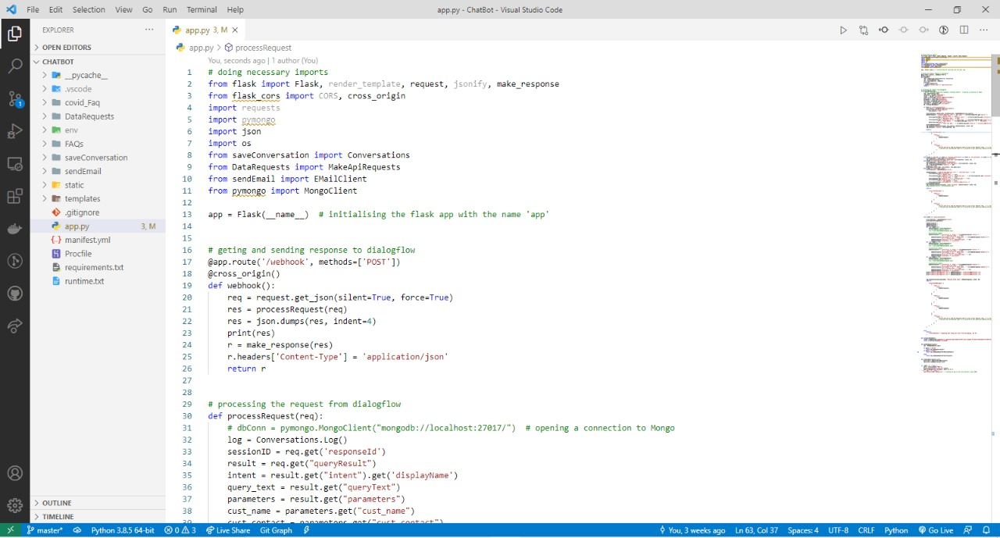 File Edit Selection View Go Run Terminal Help
app.py - ChatBot - Visual Studio Code
EXPLORER
app.py 3, M
OPEN EDITORS
app.py > processRequest
CHATBOT
__pycache__
.vscode
covid_Faq
DataRequests
env
FAQs
saveConversation
sendEmail
static
templates
.gitignore
app.py 3, M
manifest.yml
Procfile
requirements.txt
runtime.txt
OUTLINE
TIMELINE
You, seconds ago | 1 author (You)
1 # doing necessary imports
2 from flask import Flask, render_template, request, jsonify, make_response
3 from flask_cors import CORS, cross_origin
4 import requests
5 import pymongo
6 import json
7 import os
8 from saveConversation import Conversations
9 from DataRequests import MakeApiRequests
10 from sendEmail import EMailClient
11 from pymongo import MongoClient
12
13 app = Flask(__name__)  # initialising the flask app with the name 'app'
14
15
16 # geting and sending response to dialogflow
17 @app.route('/webhook', methods=['POST'])
18 @cross_origin()
19 def webhook():
20 req = request.get_json(silent=True, force=True)
21 res = processRequest(req)
22 res = json.dumps(res, indent=4)
23 print(res)
24 r = make_response(res)
25 r.headers['Content-Type'] = 'application/json'
26 return r
27
28
29 # processing the request from dialogflow
30 def processRequest(req):
31 # dbConn = pymongo.MongoClient("mongodb://localhost:27017/")  # opening a connection to Mongo
32 log = Conversations.Log()
33 sessionID = req.get('responseId')
34 result = req.get("queryResult")
35 intent = result.get("intent").get('displayName')
36 query_text = result.get("queryText")
37 parameters = result.get("parameters")
38 cust_name = parameters.get("cust_name")
39 cust_contact = parameters.get("cust_contact")
1
master* Python 3.8.5 64-bit 0 3 Live Share Git Graph You, 3 weeks ago Ln 63, Col 37 Spaces: 4 UTF-8 CRLF Python Go Live